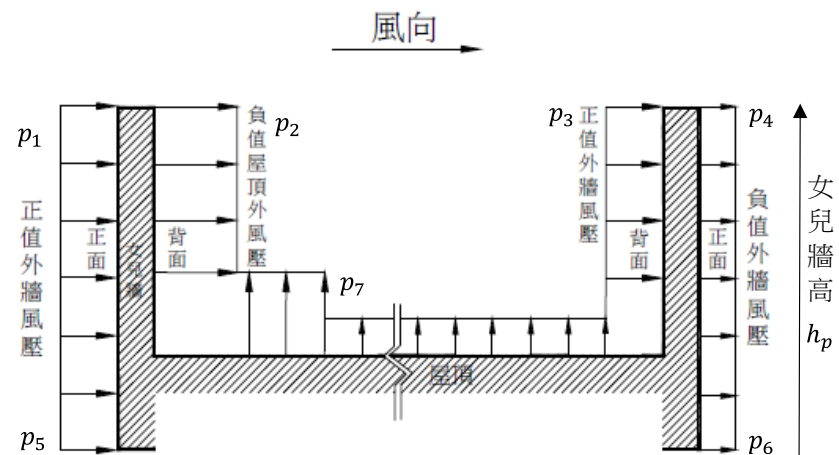 風向
p₁
p₂
p₃
p₄
正值外牆風壓
正面
女兒牆
背面
負值屋頂外風壓
正值外牆風壓
背面
正面
負值外牆風壓
女兒牆高
hₚ
p₇
屋頂
p₅
p₆